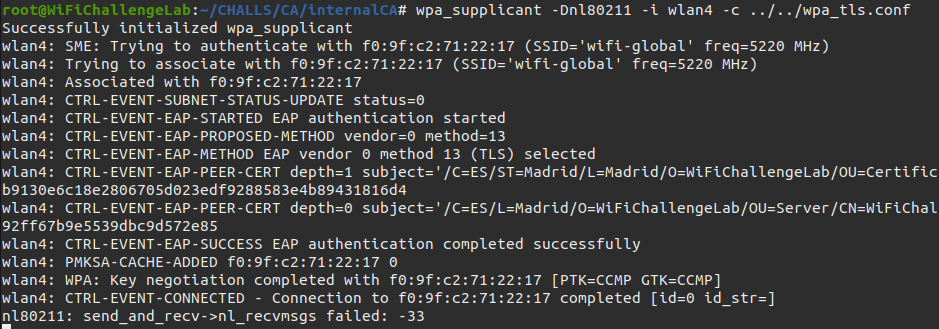 root@WiFiChallengeLab:~/CHALLS/CA/internalCA# wpa_supplicant -Dnl80211 -i wlan4 -c ../../wpa_tls.conf
Successfully initialized wpa_supplicant
wlan4: SME: Trying to authenticate with f0:9f:c2:71:22:17 (SSID='wifi-global' freq=5220 MHz)
wlan4: Trying to associate with f0:9f:c2:71:22:17 (SSID='wifi-global' freq=5220 MHz)
wlan4: Associated with f0:9f:c2:71:22:17
wlan4: CTRL-EVENT-SUBNET-STATUS-UPDATE status=0
wlan4: CTRL-EVENT-EAP-STARTED EAP authentication started
wlan4: CTRL-EVENT-EAP-PROPOSED-METHOD vendor=0 method=13
wlan4: CTRL-EVENT-EAP-METHOD EAP vendor 0 method 13 (TLS) selected
wlan4: CTRL-EVENT-EAP-PEER-CERT depth=1 subject='/C=ES/ST=Madrid/L=Madrid/O=WiFiChallengeLab/OU=Certific
b9130e6c18e2806705d023edf9288583e4b89431816d4
wlan4: CTRL-EVENT-EAP-PEER-CERT depth=0 subject='/C=ES/L=Madrid/O=WiFiChallengeLab/OU=Server/CN=WiFiChal
92ff67b9e5539dbc9d572e85
wlan4: CTRL-EVENT-EAP-SUCCESS EAP authentication completed successfully
wlan4: PMKSA-CACHE-ADDED f0:9f:c2:71:22:17 0
wlan4: WPA: Key negotiation completed with f0:9f:c2:71:22:17 [PTK=CCMP GTK=CCMP]
wlan4: CTRL-EVENT-CONNECTED - Connection to f0:9f:c2:71:22:17 completed [id=0 id_str=]
nl80211: send_and_recv->nl_recvmsgs failed: -33